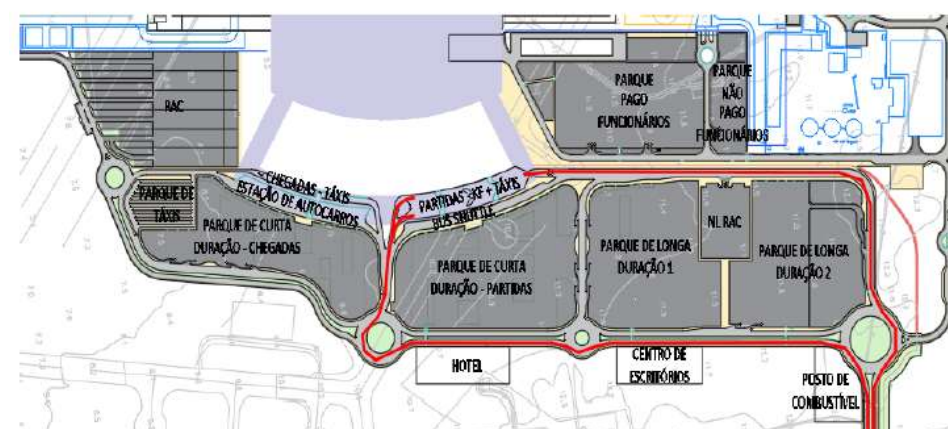 RAC
PARQUE
PAGO
FUNCIONÁRIOS
PARQUE
NÃO
PAGO
FUNCIONÁRIOS
PARQUE DE
TÁXIS
CHEGADAS - TÁXIS
ESTAÇÃO DE AUTOCARROS
PARTIDAS - KF + TÁXIS
BUS SHUTTLE
PARQUE DE CURTA
DURAÇÃO - CHEGADAS
PARQUE DE CURTA
DURAÇÃO - PARTIDAS
PARQUE DE LONGA
DURAÇÃO 1
NL RAC
PARQUE DE LONGA
DURAÇÃO 2
HOTEL
CENTRO DE
ESCRITÓRIOS
POSTO DE
COMBUSTÍVEL